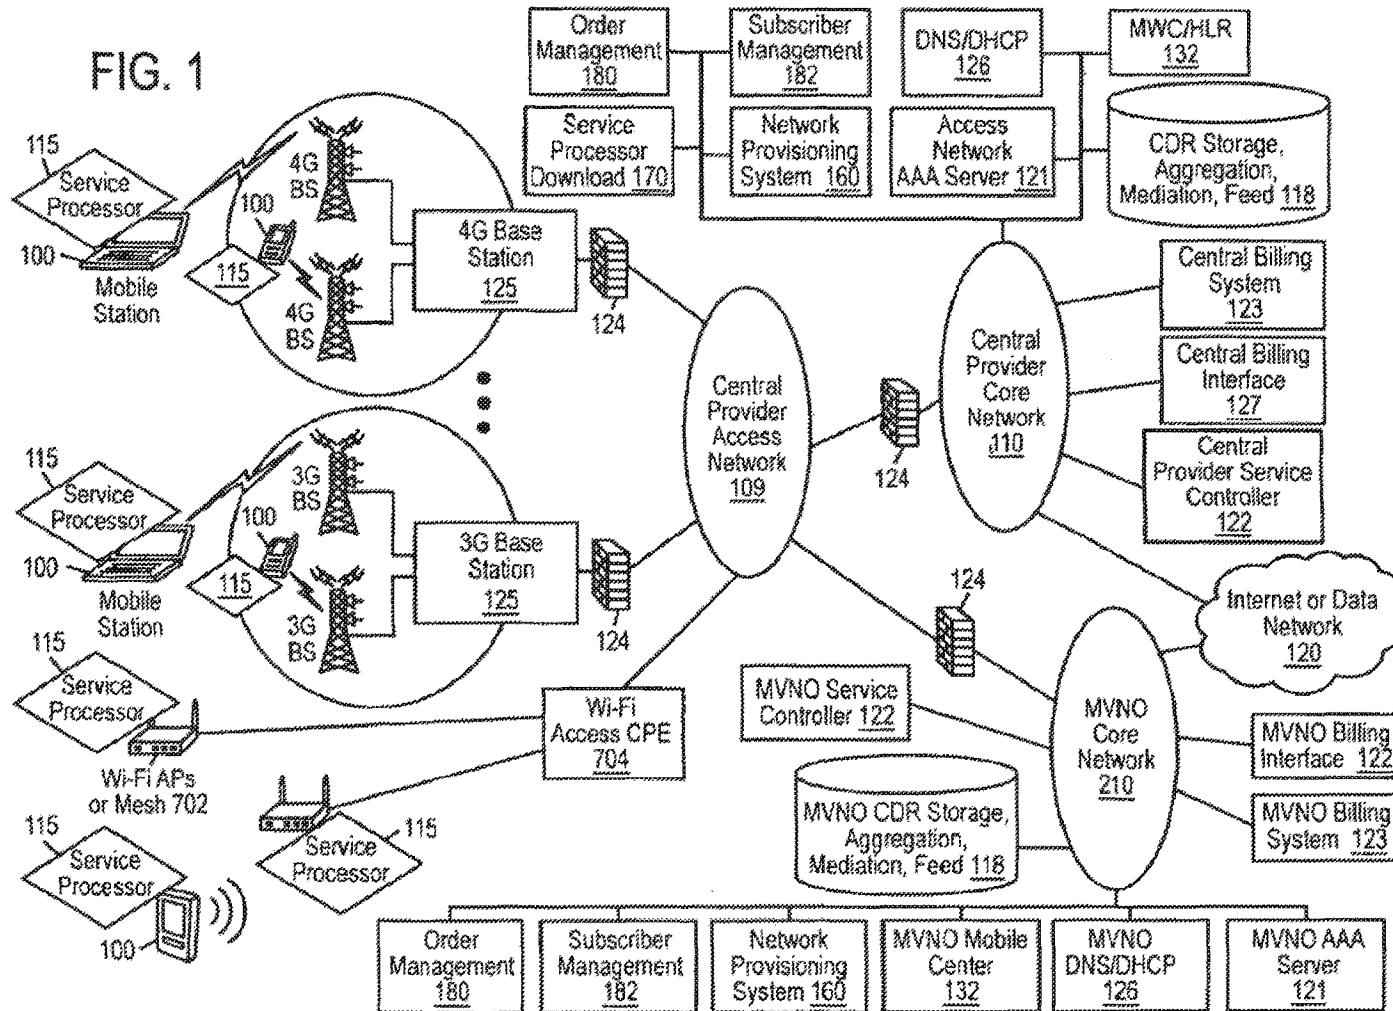 FIG. 1
Order
Management
180
Subscriber
Management
182
DNS/DHCP
126
MWC/HLR
132
Service
Processor
Download 170
Network
Provisioning
System 160
Access
Network
AAA Server 121
CDR Storage,
Aggregation,
Mediation, Feed 118
115
Service
Processor
100
Mobile
Station
4G
BS
100
115
4G
BS
4G Base
Station
125
124
Central
Provider
Access
Network
109
124
Central
Provider
Core
Network
110
Central Billing
System
123
Central Billing
Interface
127
Central
Provider Service
Controller
122
115
Service
Processor
100
Mobile
Station
3G
BS
100
115
3G
BS
3G Base
Station
125
124
124
Internet or Data
Network
120
115
Service
Processor
Wi-Fi APs
or Mesh 702
Wi-Fi
Access CPE
704
MVNO Service
Controller 122
MVNO
Core
Network
210
MVNO Billing
Interface 122
MVNO Billing
System 123
MVNO CDR Storage,
Aggregation,
Mediation, Feed 118
115
Service
Processor
115
Service
Processor
100
Order
Management
180
Subscriber
Management
182
Network
Provisioning
System 160
MVNO Mobile
Center
132
MVNO
DNS/DHCP
126
MVNO AAA
Server
121